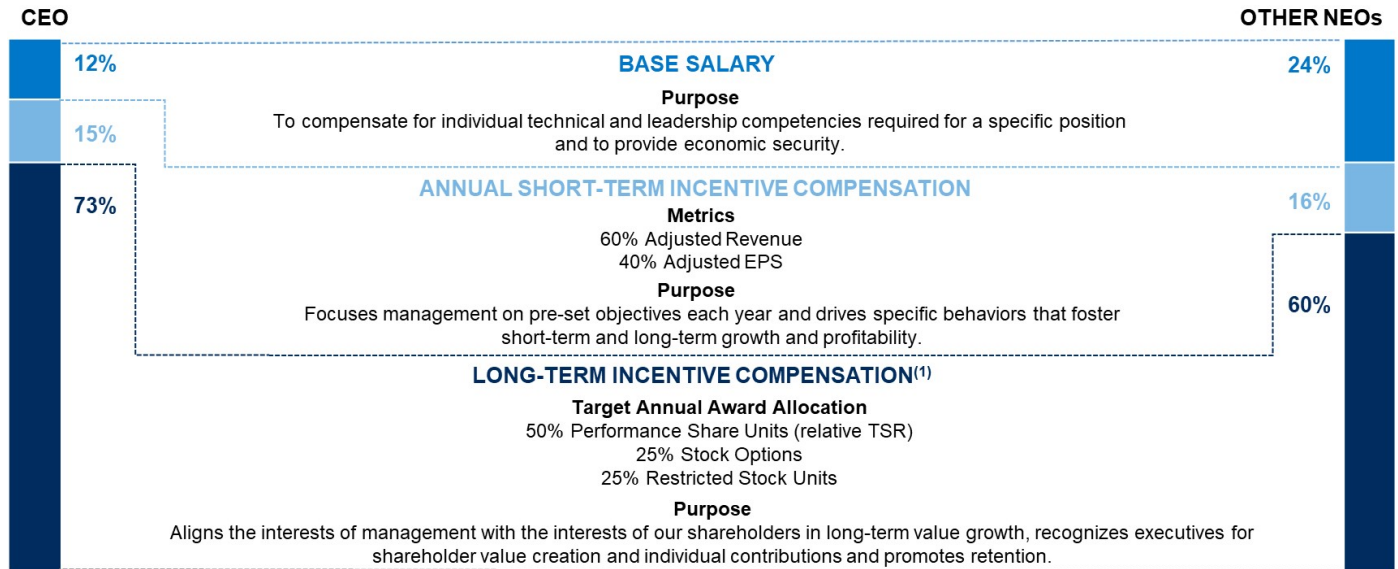 CEO
OTHER NEOs
12%
BASE SALARY
24%
Purpose
To compensate for individual technical and leadership competencies required for a specific position
and to provide economic security.
15%
ANNUAL SHORT-TERM INCENTIVE COMPENSATION
16%
Metrics
60% Adjusted Revenue
40% Adjusted EPS
Purpose
Focuses management on pre-set objectives each year and drives specific behaviors that foster
short-term and long-term growth and profitability.
73%
60%
LONG-TERM INCENTIVE COMPENSATION(1)
Target Annual Award Allocation
50% Performance Share Units (relative TSR)
25% Stock Options
25% Restricted Stock Units
Purpose
Aligns the interests of management with the interests of our shareholders in long-term value growth, recognizes executives for
shareholder value creation and individual contributions and promotes retention.